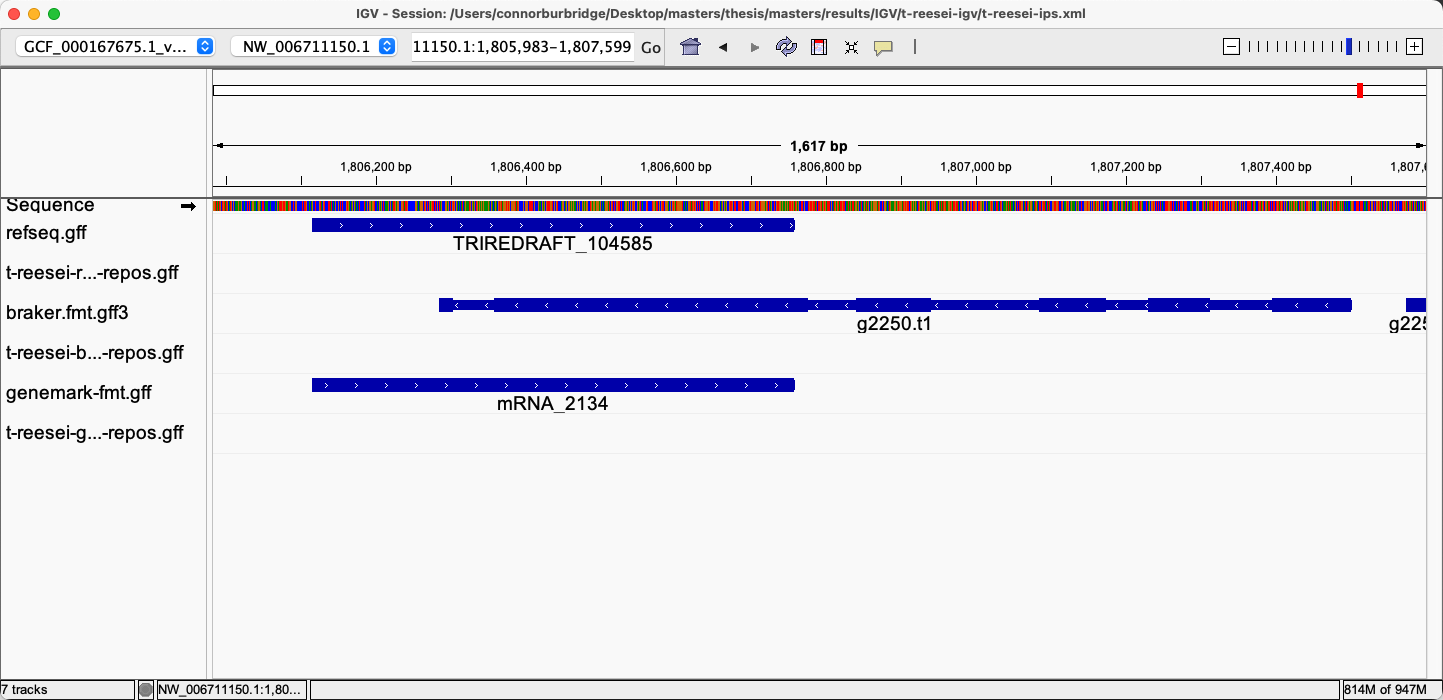 IGV - Session: /Users/connorburbridge/Desktop/masters/thesis/masters/results/IGV/t-reesei-igv/t-reesei-ips.xml
GCF_000167675.1_v... NW_006711150.1 11150.1:1,805,983-1,807,599 Go
1,617 bp
1,806,200 bp 1,806,400 bp 1,806,600 bp 1,806,800 bp 1,807,000 bp 1,807,200 bp 1,807,400 bp 1,807,6
Sequence
refseq.gff
TRIREDRAFT_104585
t-reesei-r...-repos.gff
braker.fmt.gff3
g2250.t1 g225
t-reesei-b...-repos.gff
genemark-fmt.gff
mRNA_2134
t-reesei-g...-repos.gff
7 tracks NW_006711150.1:1,80... 814M of 947M